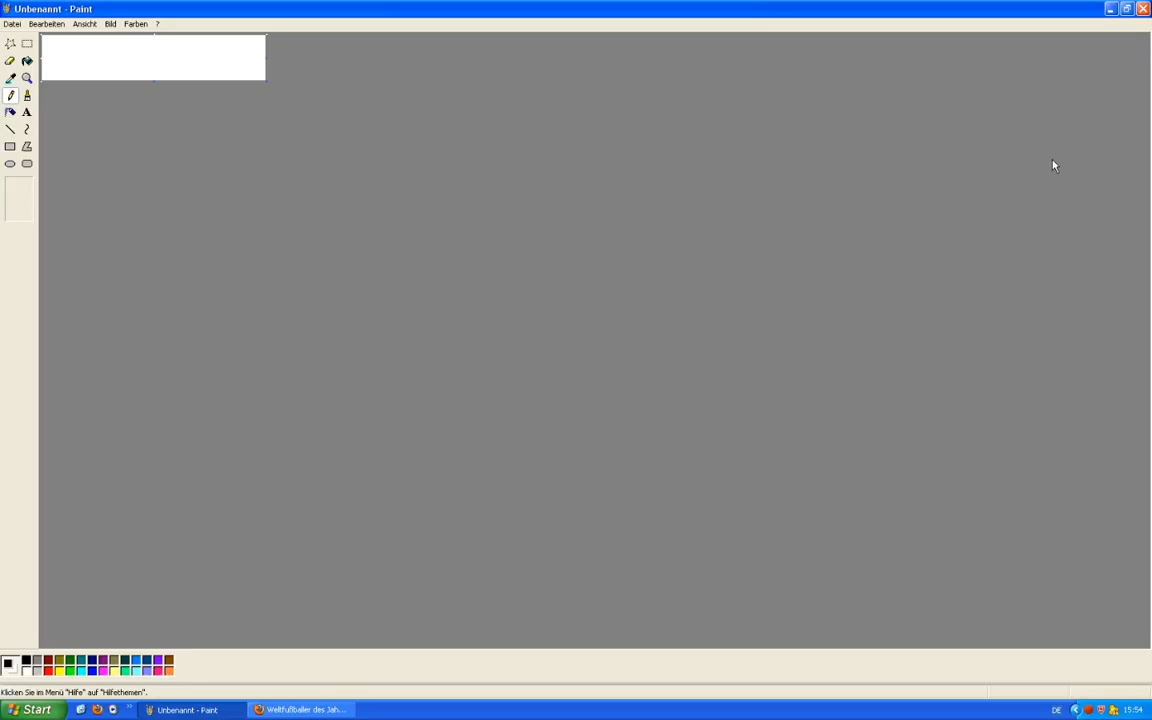 Unbenannt - Paint
Datei Bearbeiten Ansicht Bild Farben ?
A
Klicken Sie im Menü "Hilfe" auf "Hilfethemen".
Start Unbenannt - Paint Weltfußballer des Jah... DE 15:54